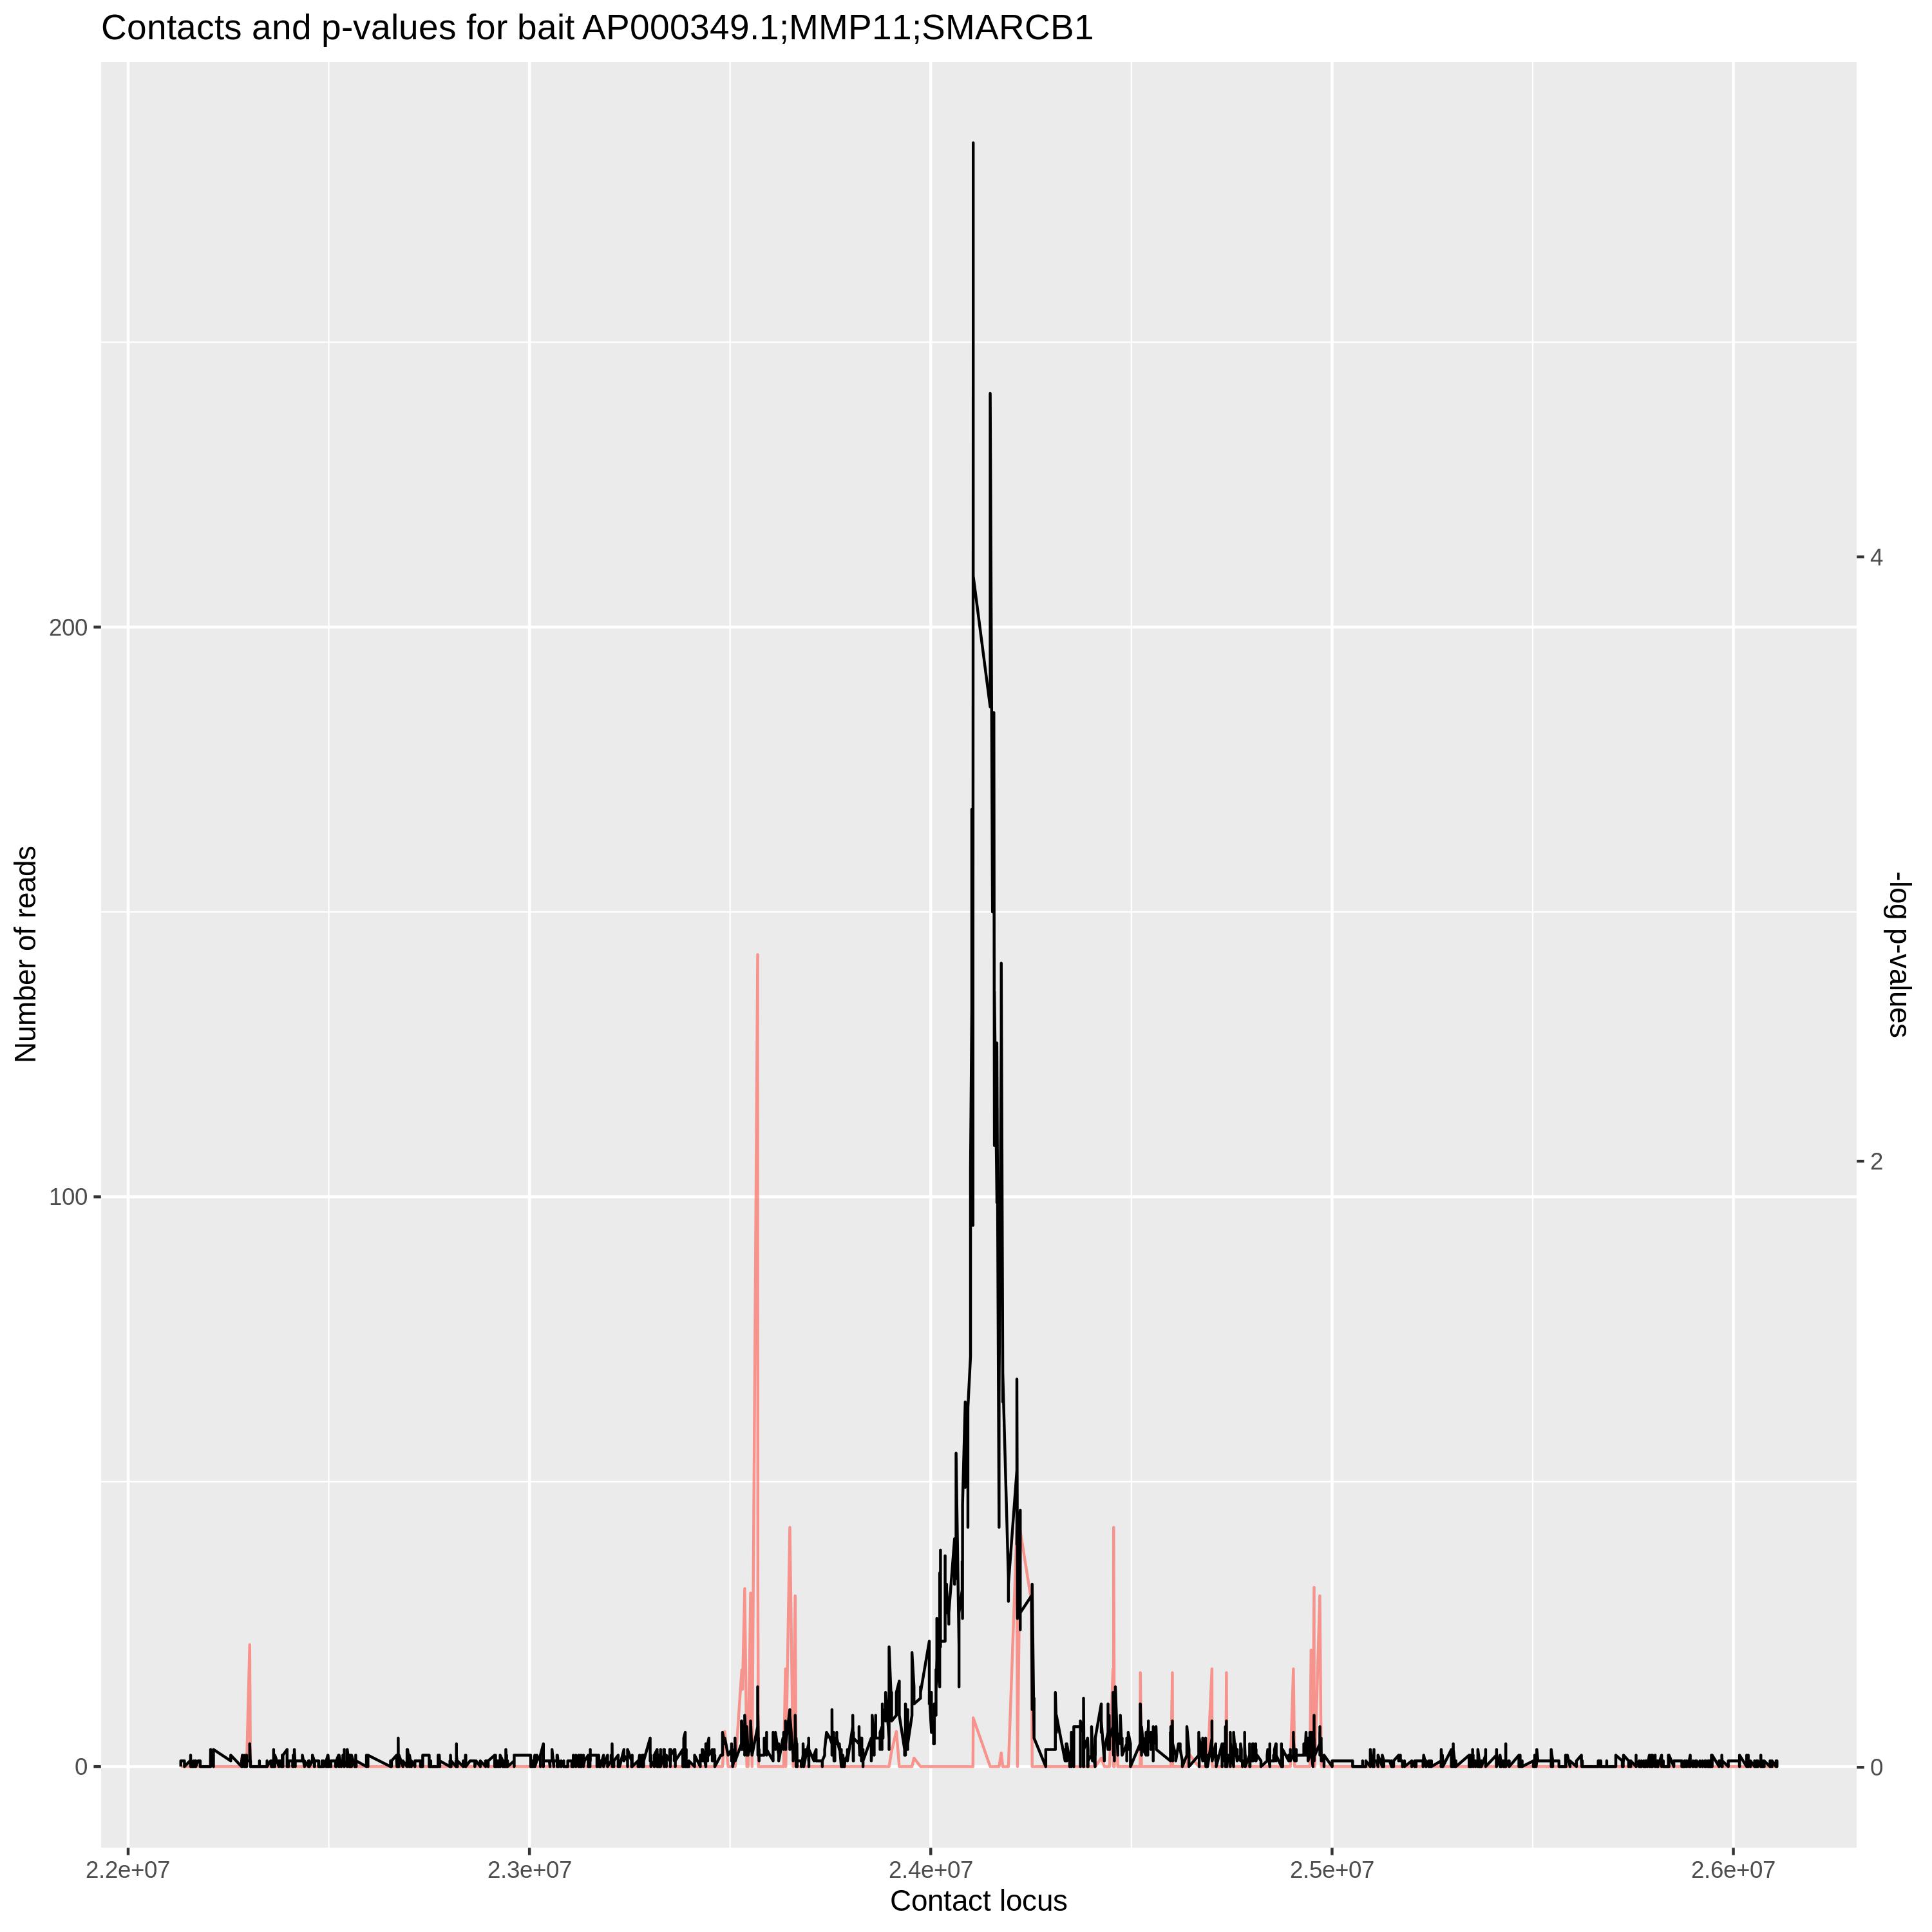 Contacts and p-values for bait AP000349.1;MMP11;SMARCB1
Number of reads
200
100
0
-log p-values
4
2
0
2.2e+07
2.3e+07
2.4e+07
2.5e+07
2.6e+07
Contact locus